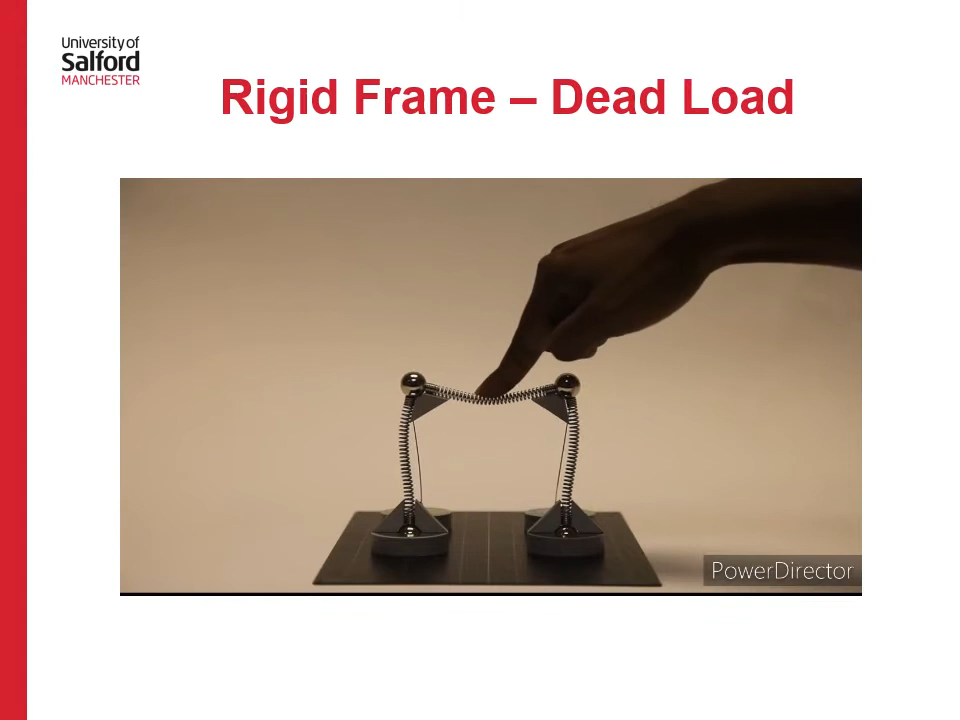 University of
Salford
MANCHESTER
Rigid Frame – Dead Load
PowerDirector